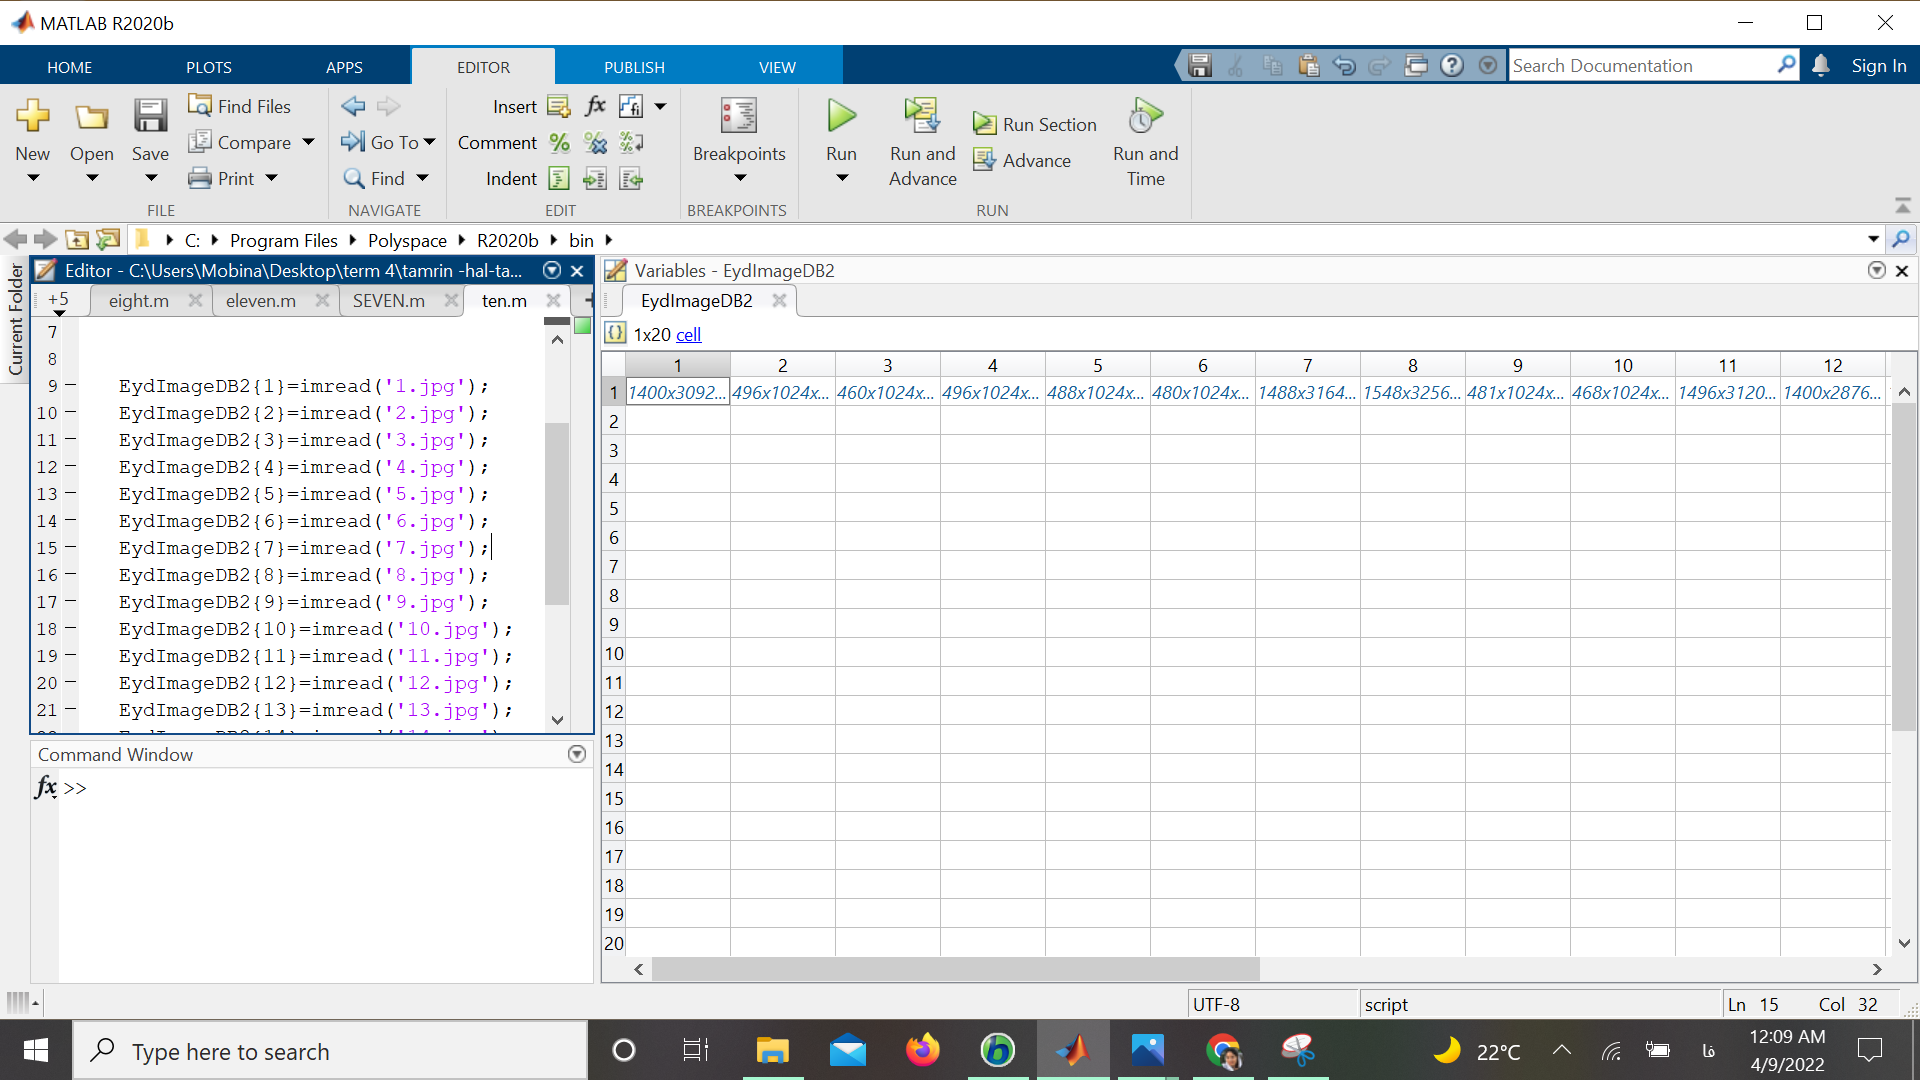 MATLAB R2020b
HOME PLOTS APPS EDITOR PUBLISH VIEW Search Documentation Sign In
New Open Save Find Files Compare Print FILE
Go To Find NAVIGATE
Insert fx fi Comment Indent EDIT
Breakpoints BREAKPOINTS
Run Run and Advance Run Section Advance Run and Time RUN
C: Program Files Polyspace R2020b bin
Current Folder
Editor - C:\Users\Mobina\Desktop\term 4\tamrin -hal-ta...
+5 eight.m eleven.m SEVEN.m ten.m
7
8
9 EydImageDB2{1}=imread('1.jpg');
10 EydImageDB2{2}=imread('2.jpg');
11 EydImageDB2{3}=imread('3.jpg');
12 EydImageDB2{4}=imread('4.jpg');
13 EydImageDB2{5}=imread('5.jpg');
14 EydImageDB2{6}=imread('6.jpg');
15 EydImageDB2{7}=imread('7.jpg');
16 EydImageDB2{8}=imread('8.jpg');
17 EydImageDB2{9}=imread('9.jpg');
18 EydImageDB2{10}=imread('10.jpg');
19 EydImageDB2{11}=imread('11.jpg');
20 EydImageDB2{12}=imread('12.jpg');
21 EydImageDB2{13}=imread('13.jpg');
Command Window
fx >>
Variables - EydImageDB2
EydImageDB2
{} 1x20 cell
1 2 3 4 5 6 7 8 9 10 11 12
1 1400x3092... 496x1024x... 460x1024x... 496x1024x... 488x1024x... 480x1024x... 1488x3164... 1548x3256... 481x1024x... 468x1024x... 1496x3120... 1400x2876...
2
3
4
5
6
7
8
9
10
11
12
13
14
15
16
17
18
19
20
UTF-8 script Ln 15 Col 32
Type here to search
22°C فا 12:09 AM
4/9/2022